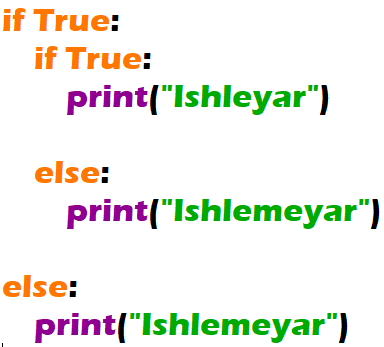 if True:
    if True:
        print("Ishleyar")
    else:
        print("Ishlemeyar")
else:
    print("Ishlemeyar")